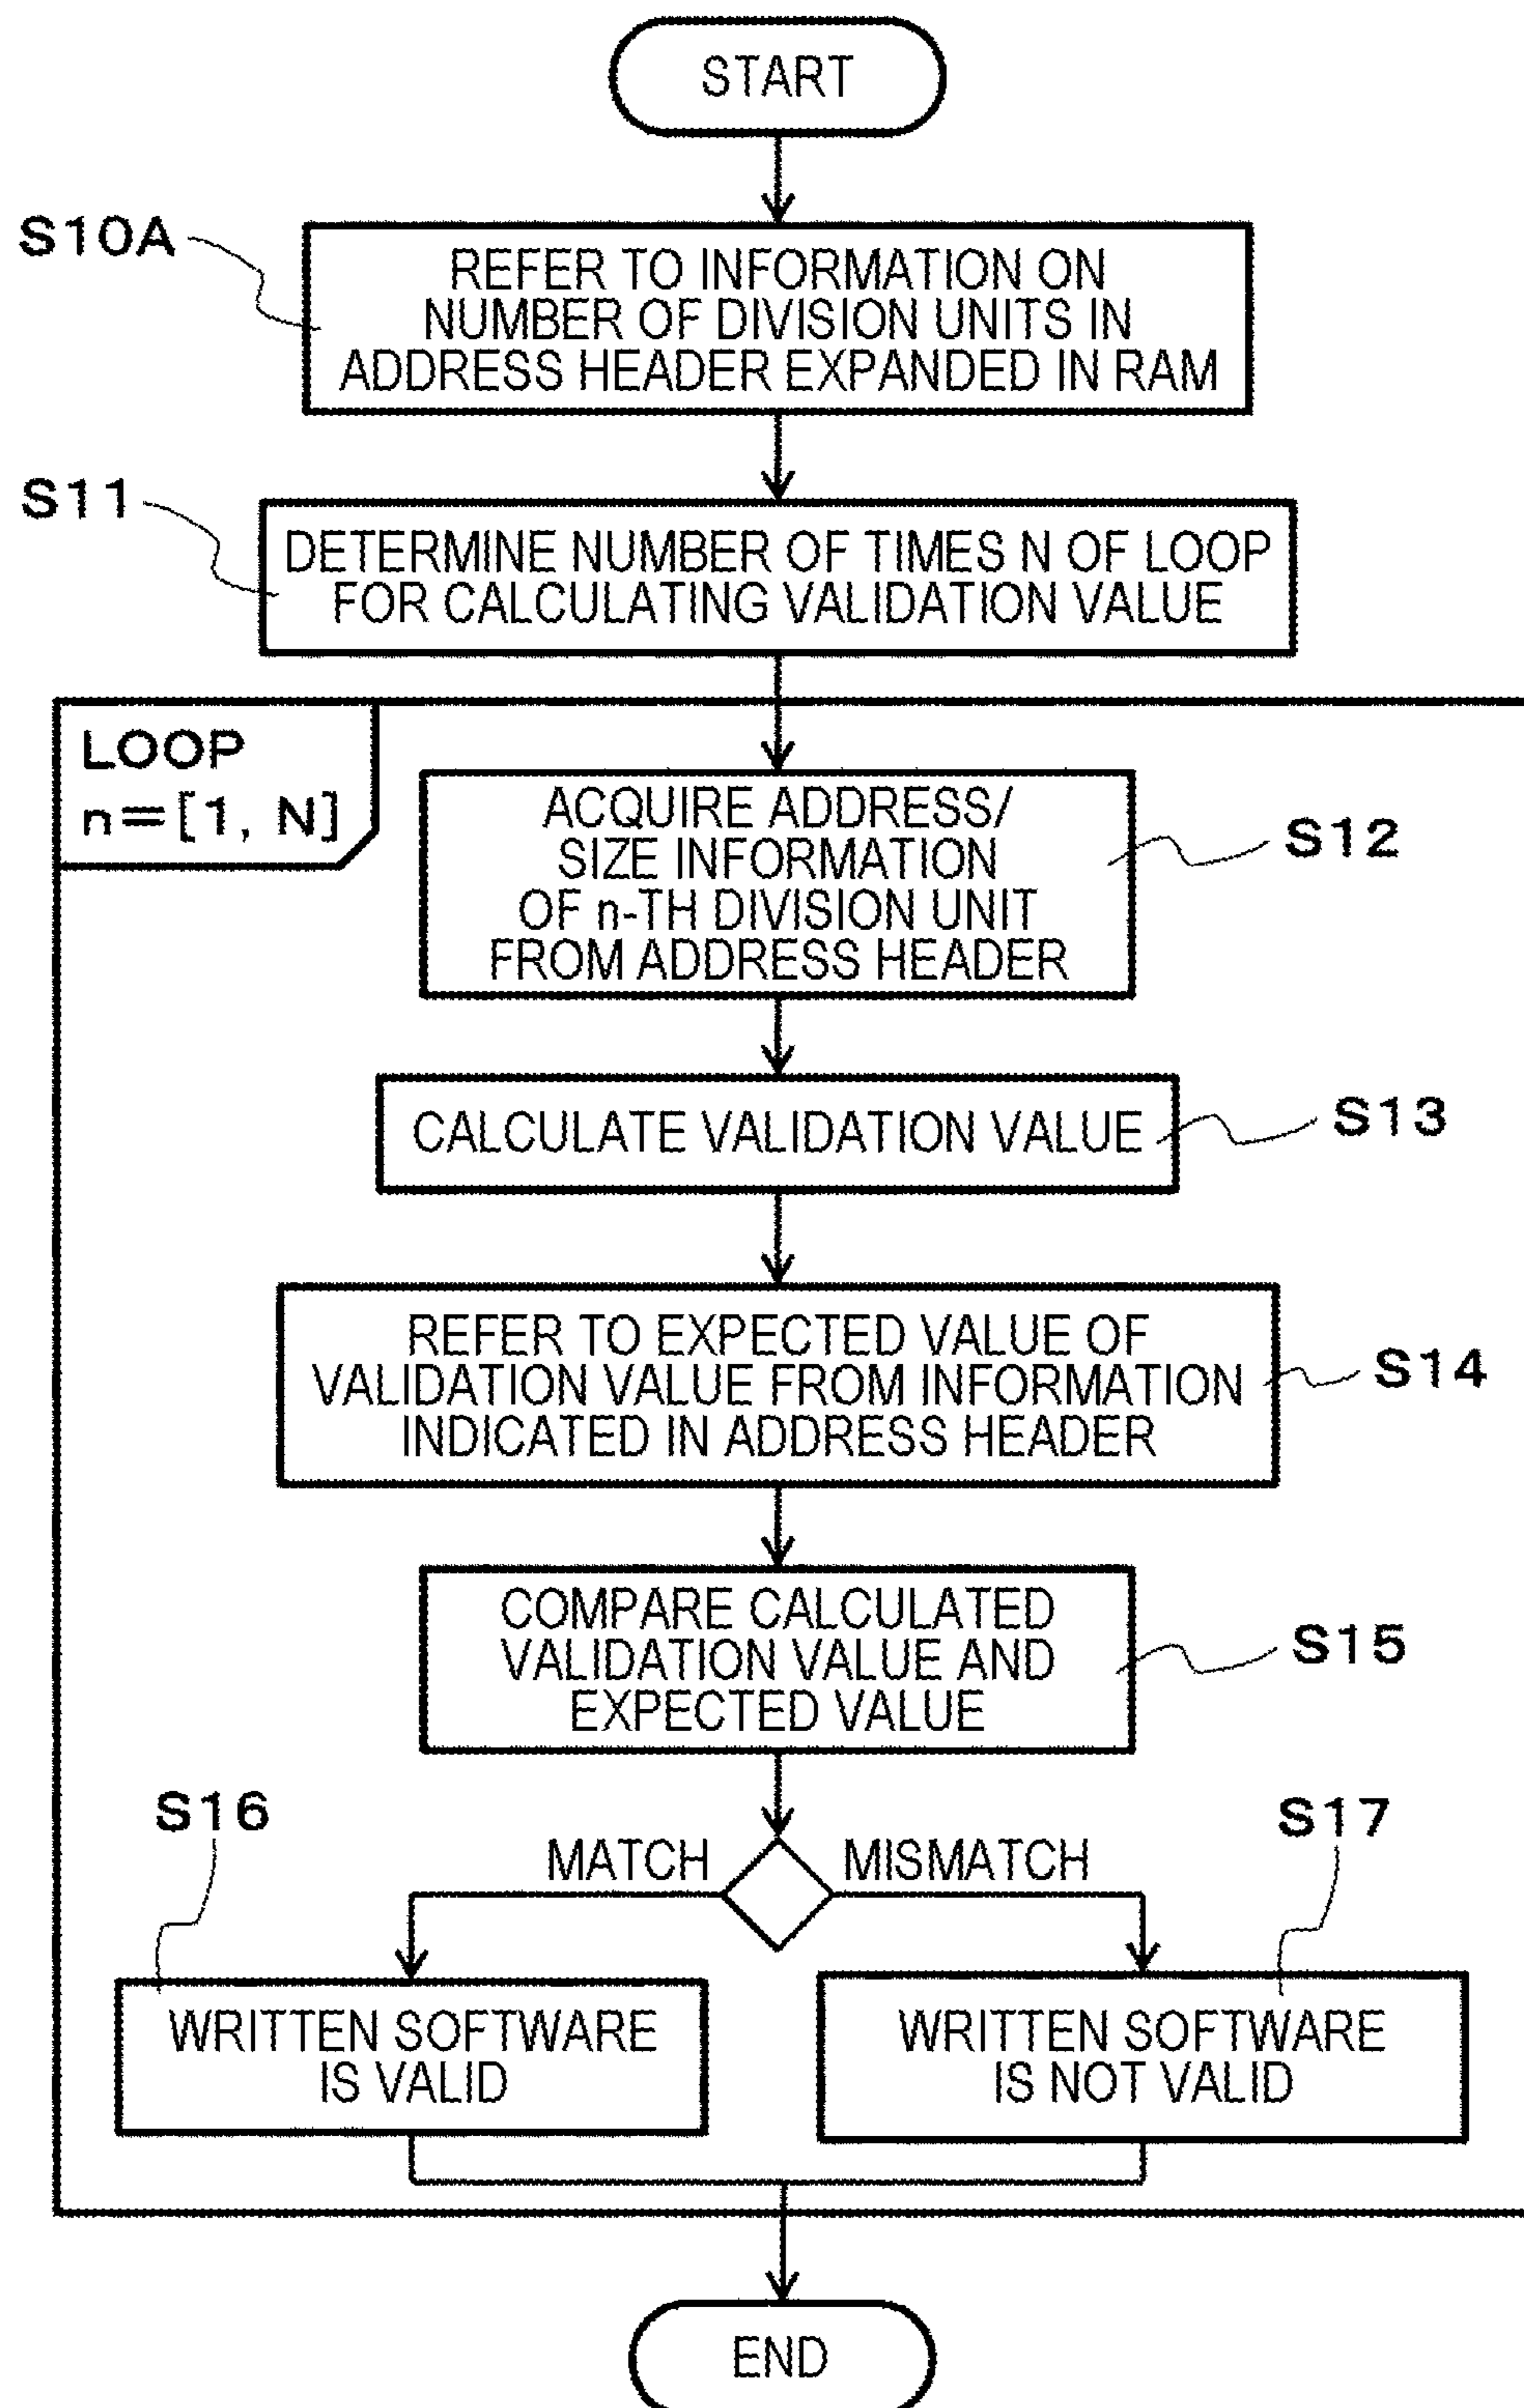 START
S10A
REFER TO INFORMATION ON
NUMBER OF DIVISION UNITS IN
ADDRESS HEADER EXPANDED IN RAM
S11
DETERMINE NUMBER OF TIMES N OF LOOP
FOR CALCULATING VALIDATION VALUE
LOOP
n=[1, N]
ACQUIRE ADDRESS/
SIZE INFORMATION
OF n-TH DIVISION UNIT
FROM ADDRESS HEADER
S12
CALCULATE VALIDATION VALUE
S13
REFER TO EXPECTED VALUE OF
VALIDATION VALUE FROM INFORMATION
INDICATED IN ADDRESS HEADER
S14
COMPARE CALCULATED
VALIDATION VALUE AND
EXPECTED VALUE
S15
MATCH
MISMATCH
S16
WRITTEN SOFTWARE
IS VALID
S17
WRITTEN SOFTWARE
IS NOT VALID
END